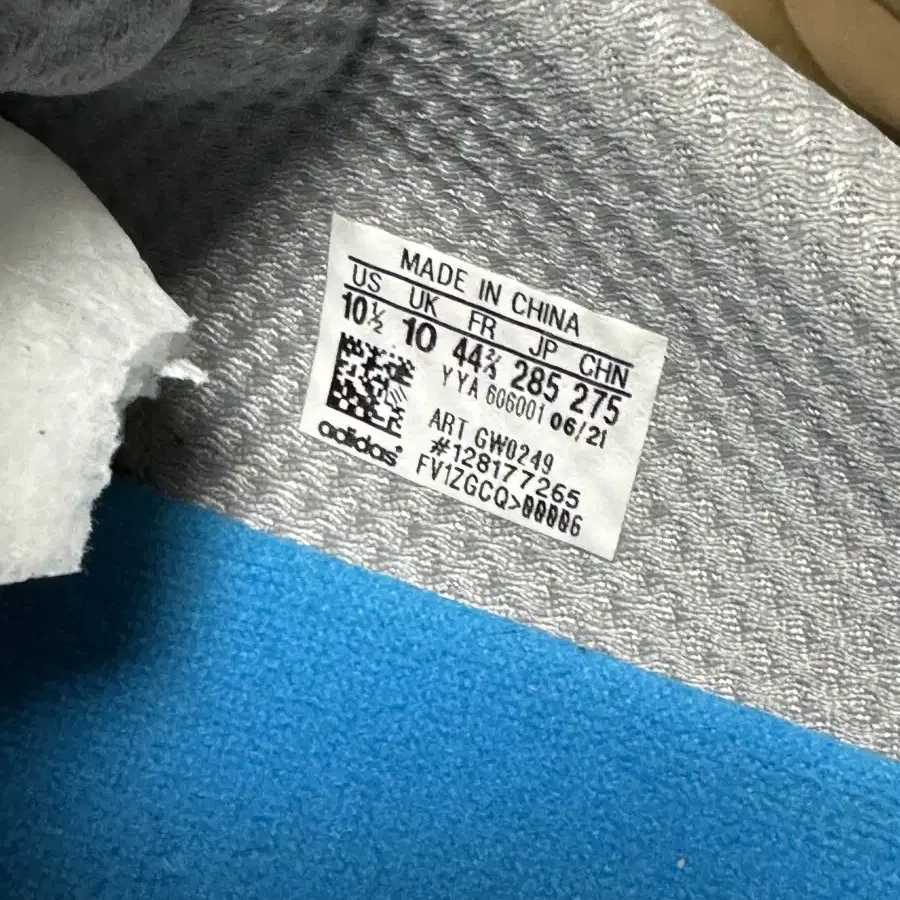 MADE IN CHINA
US UK FR JP CHN
10½ 10 44⅔ 285 275
YYA 606001 06/21
ART GW0249
#128177265
FV1ZGCQ>00006
adidas